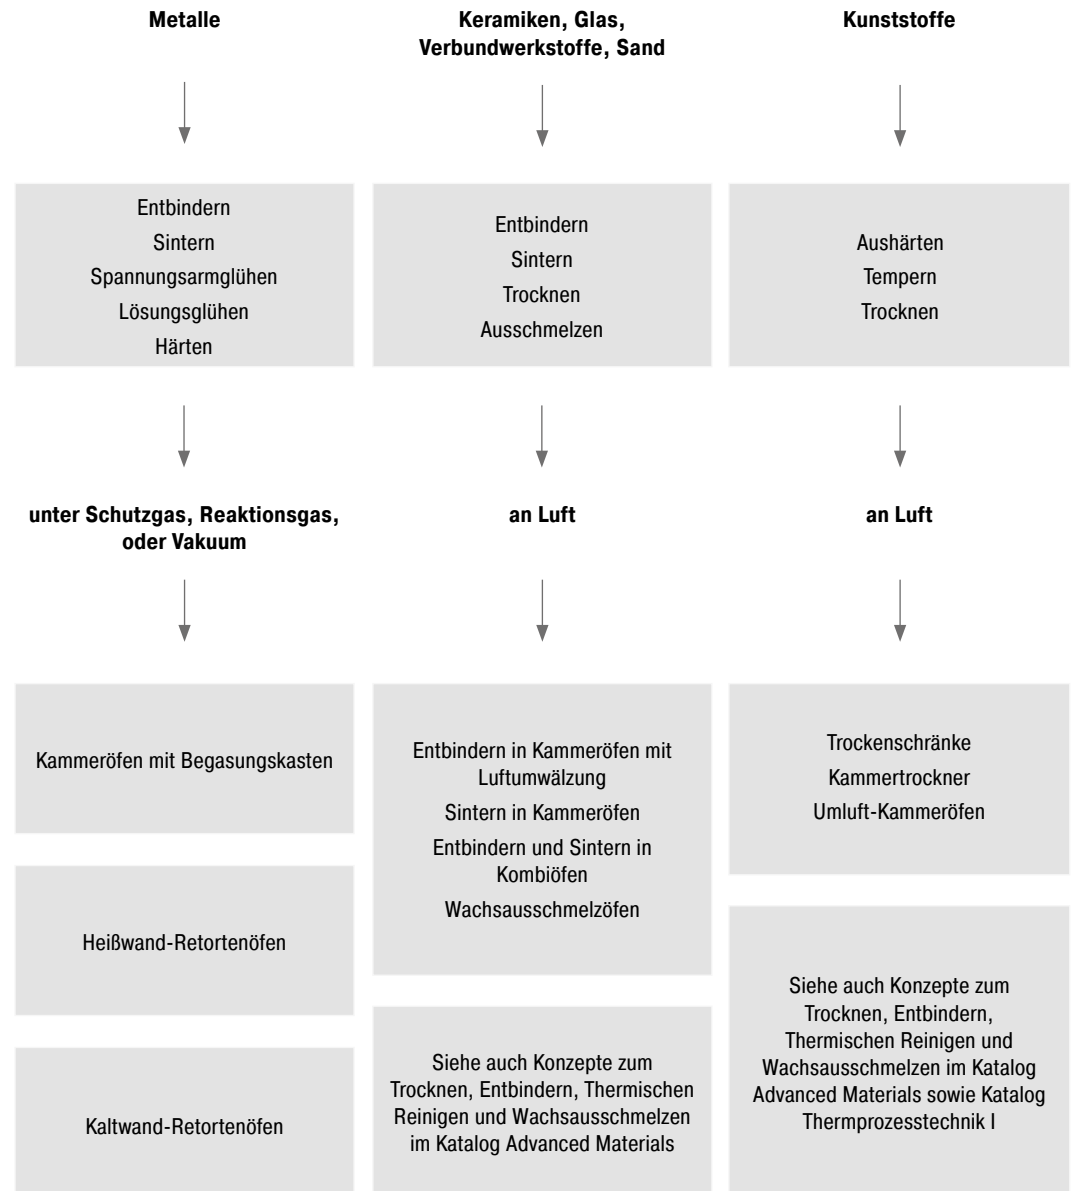 Metalle
Keramiken, Glas,
Verbundwerkstoffe, Sand
Kunststoffe
Entbindern
Sintern
Spannungsarmglühen
Lösungsglühen
Härten
Entbindern
Sintern
Trocknen
Ausschmelzen
Aushärten
Tempern
Trocknen
unter Schutzgas, Reaktionsgas,
oder Vakuum
an Luft
an Luft
Kammeröfen mit Begasungskasten
Heißwand-Retortenöfen
Kaltwand-Retortenöfen
Entbindern in Kammeröfen mit
Luftumwälzung
Sintern in Kammeröfen
Entbindern und Sintern in
Kombiöfen
Wachsausschmelzöfen
Siehe auch Konzepte zum
Trocknen, Entbindern, Thermischen
Reinigen und Wachsausschmelzen
im Katalog Advanced Materials
Trockenschränke
Kammertrockner
Umluft-Kammeröfen
Siehe auch Konzepte zum
Trocknen, Entbindern,
Thermischen Reinigen und
Wachsausschmelzen im Katalog
Advanced Materials sowie Katalog
Thermprozesstechnik I